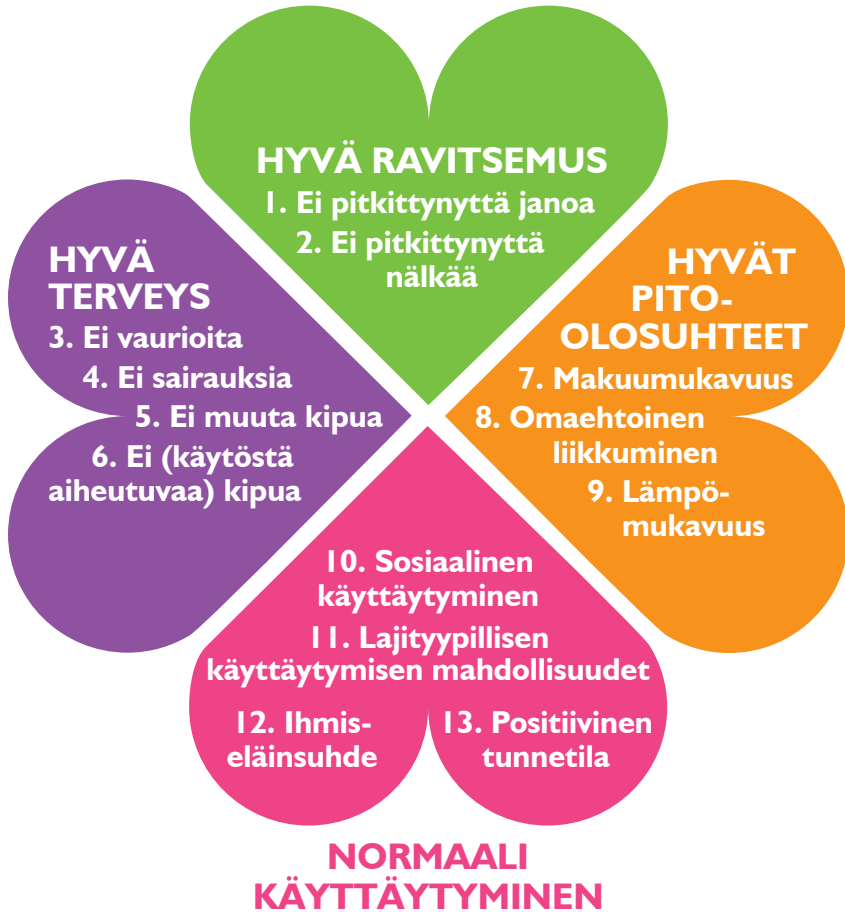 HYVÄ RAVITSEMUS
1. Ei pitkittynyttä janoa
2. Ei pitkittynyttä
nälkää
HYVÄ
TERVEYS
3. Ei vaurioita
4. Ei sairauksia
5. Ei muuta kipua
6. Ei (käytöstä
aiheutuvaa) kipua
HYVÄT
PITO-
OLOSUHTEET
7. Makuumukavuus
8. Omaehtoinen
liikkuminen
9. Lämpö-
mukavuus
10. Sosiaalinen
käyttäytyminen
11. Lajityypillisen
käyttäytymisen mahdollisuudet
12. Ihmis-
eläinsuhde
13. Positiivinen
tunnetila
NORMAALI
KÄYTTÄYTYMINEN